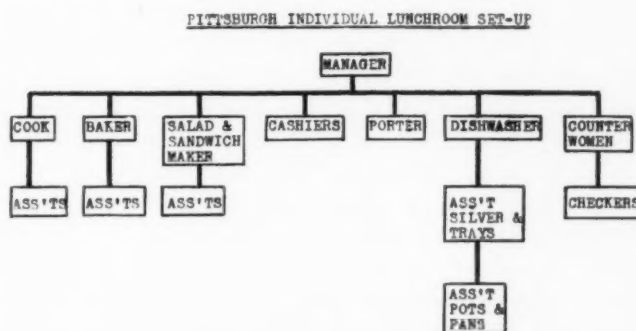 PITTSBURGH INDIVIDUAL LUNCHROOM SET-UP
MANAGER
COOK
BAKER
SALAD &
SANDWICH
MAKER
CASHIERS
PORTER
DISHWASHER
COUNTER
WOMEN
ASS'TS
ASS'TS
ASS'TS
ASS'T
SILVER &
TRAYS
CHECKERS
ASS'T
POTS &
PANS